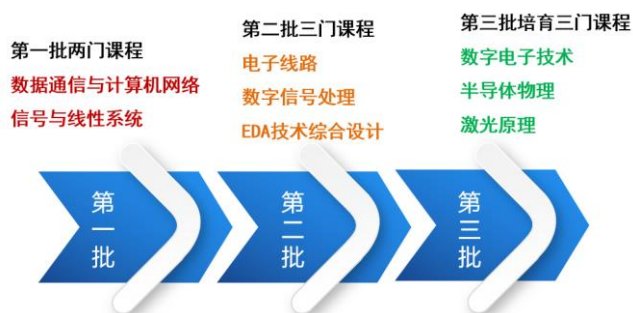 第一批两门课程
数据通信与计算机网络
信号与线性系统
第二批三门课程
电子线路
数字信号处理
EDA技术综合设计
第三批培育三门课程
数字电子技术
半导体物理
激光原理
第一批
第二批
第三批